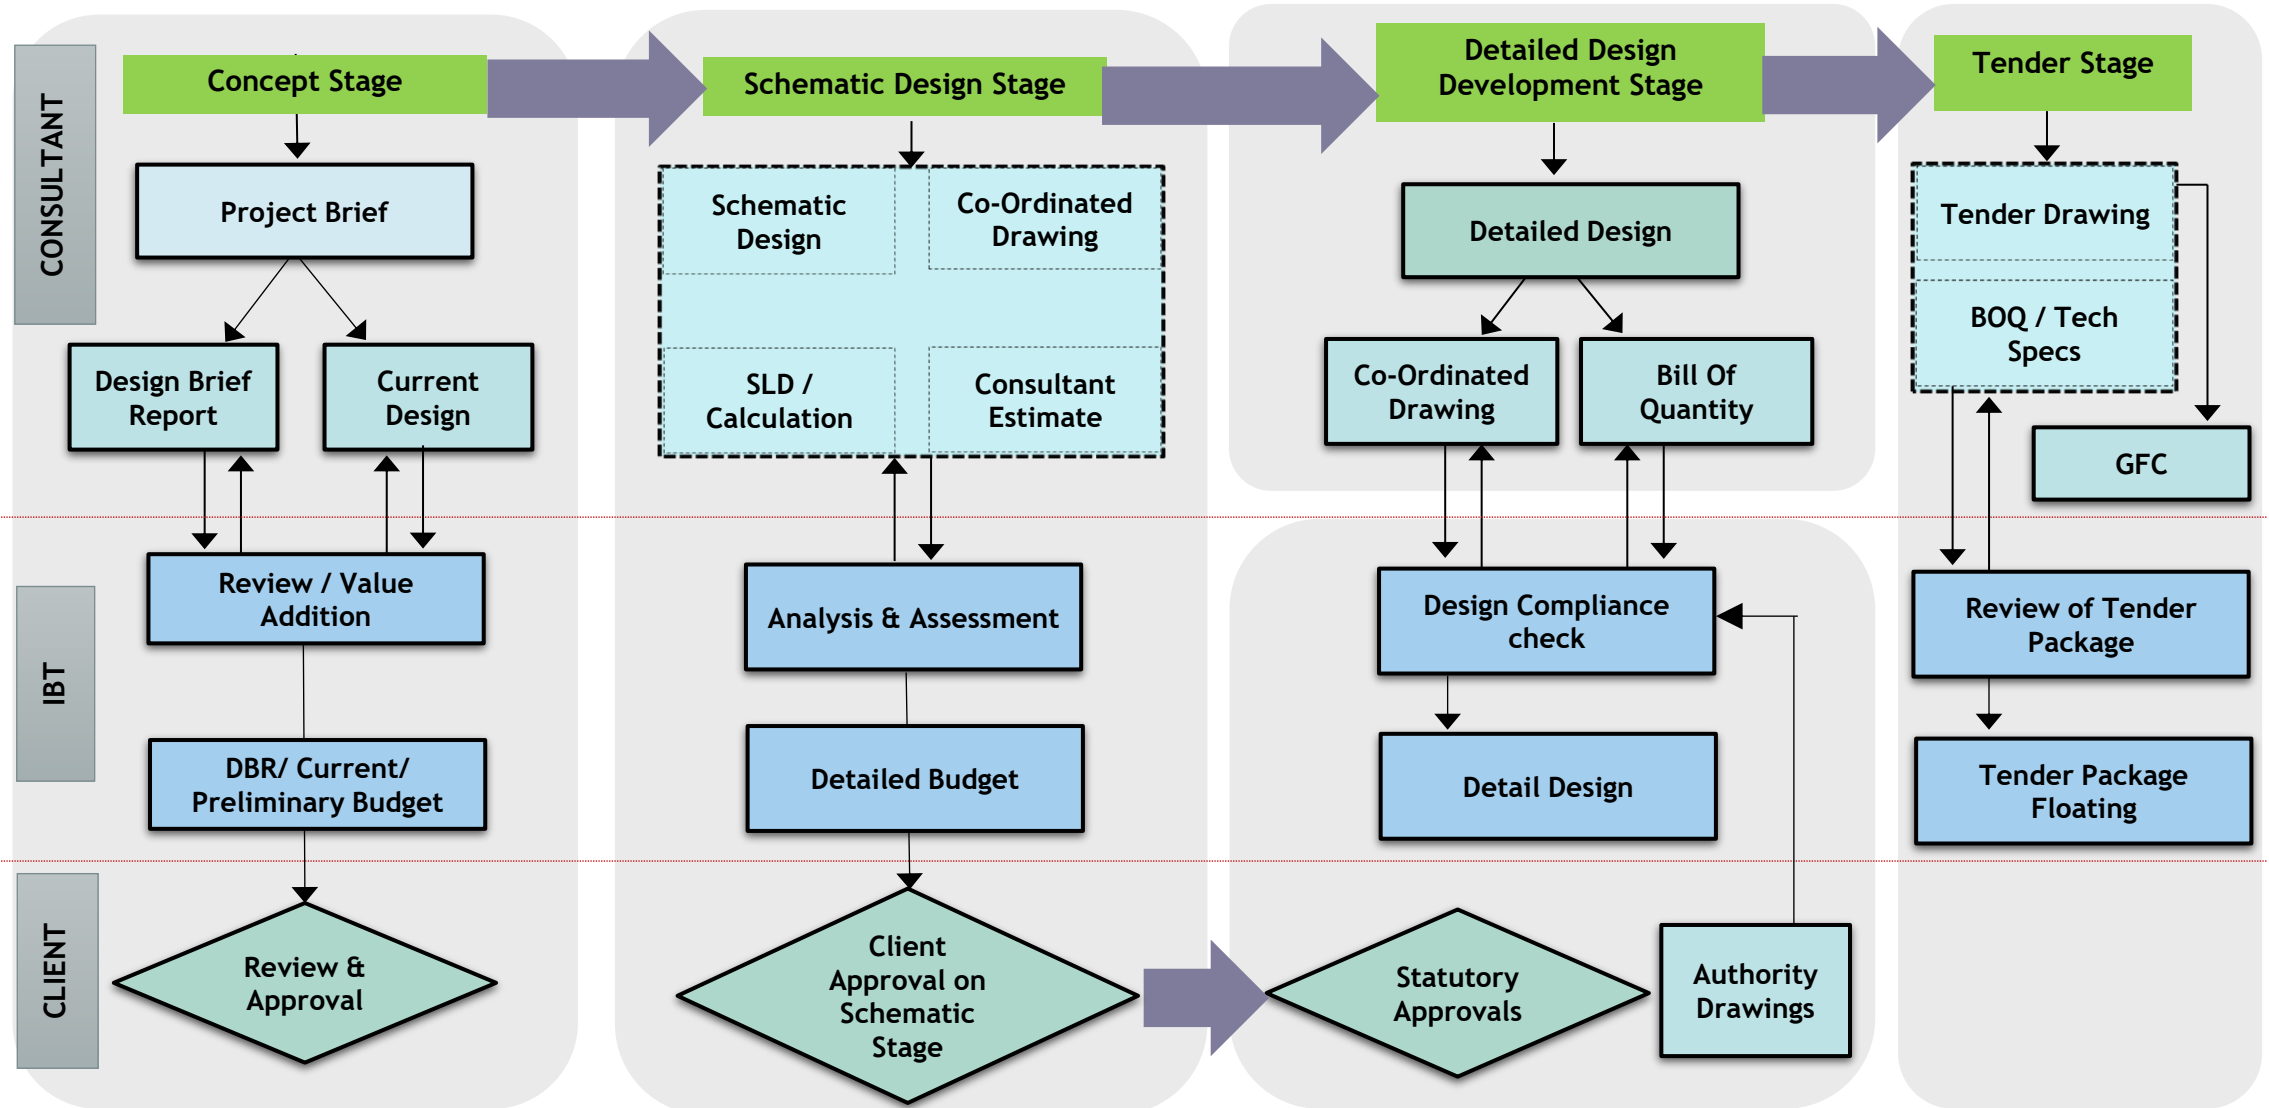 CONSULTANT
IBT
CLIENT
Concept Stage
Project Brief
Design Brief
Report
Current
Design
Review / Value
Addition
DBR/ Current/
Preliminary Budget
Review &
Approval
Schematic Design Stage
Schematic
Design
Co-Ordinated
Drawing
SLD /
Calculation
Consultant
Estimate
Analysis & Assessment
Detailed Budget
Client
Approval on
Schematic
Stage
Detailed Design
Development Stage
Detailed Design
Co-Ordinated
Drawing
Bill Of
Quantity
Design Compliance
check
Detail Design
Statutory
Approvals
Authority
Drawings
Tender Stage
Tender Drawing
BOQ / Tech
Specs
GFC
Review of Tender
Package
Tender Package
Floating